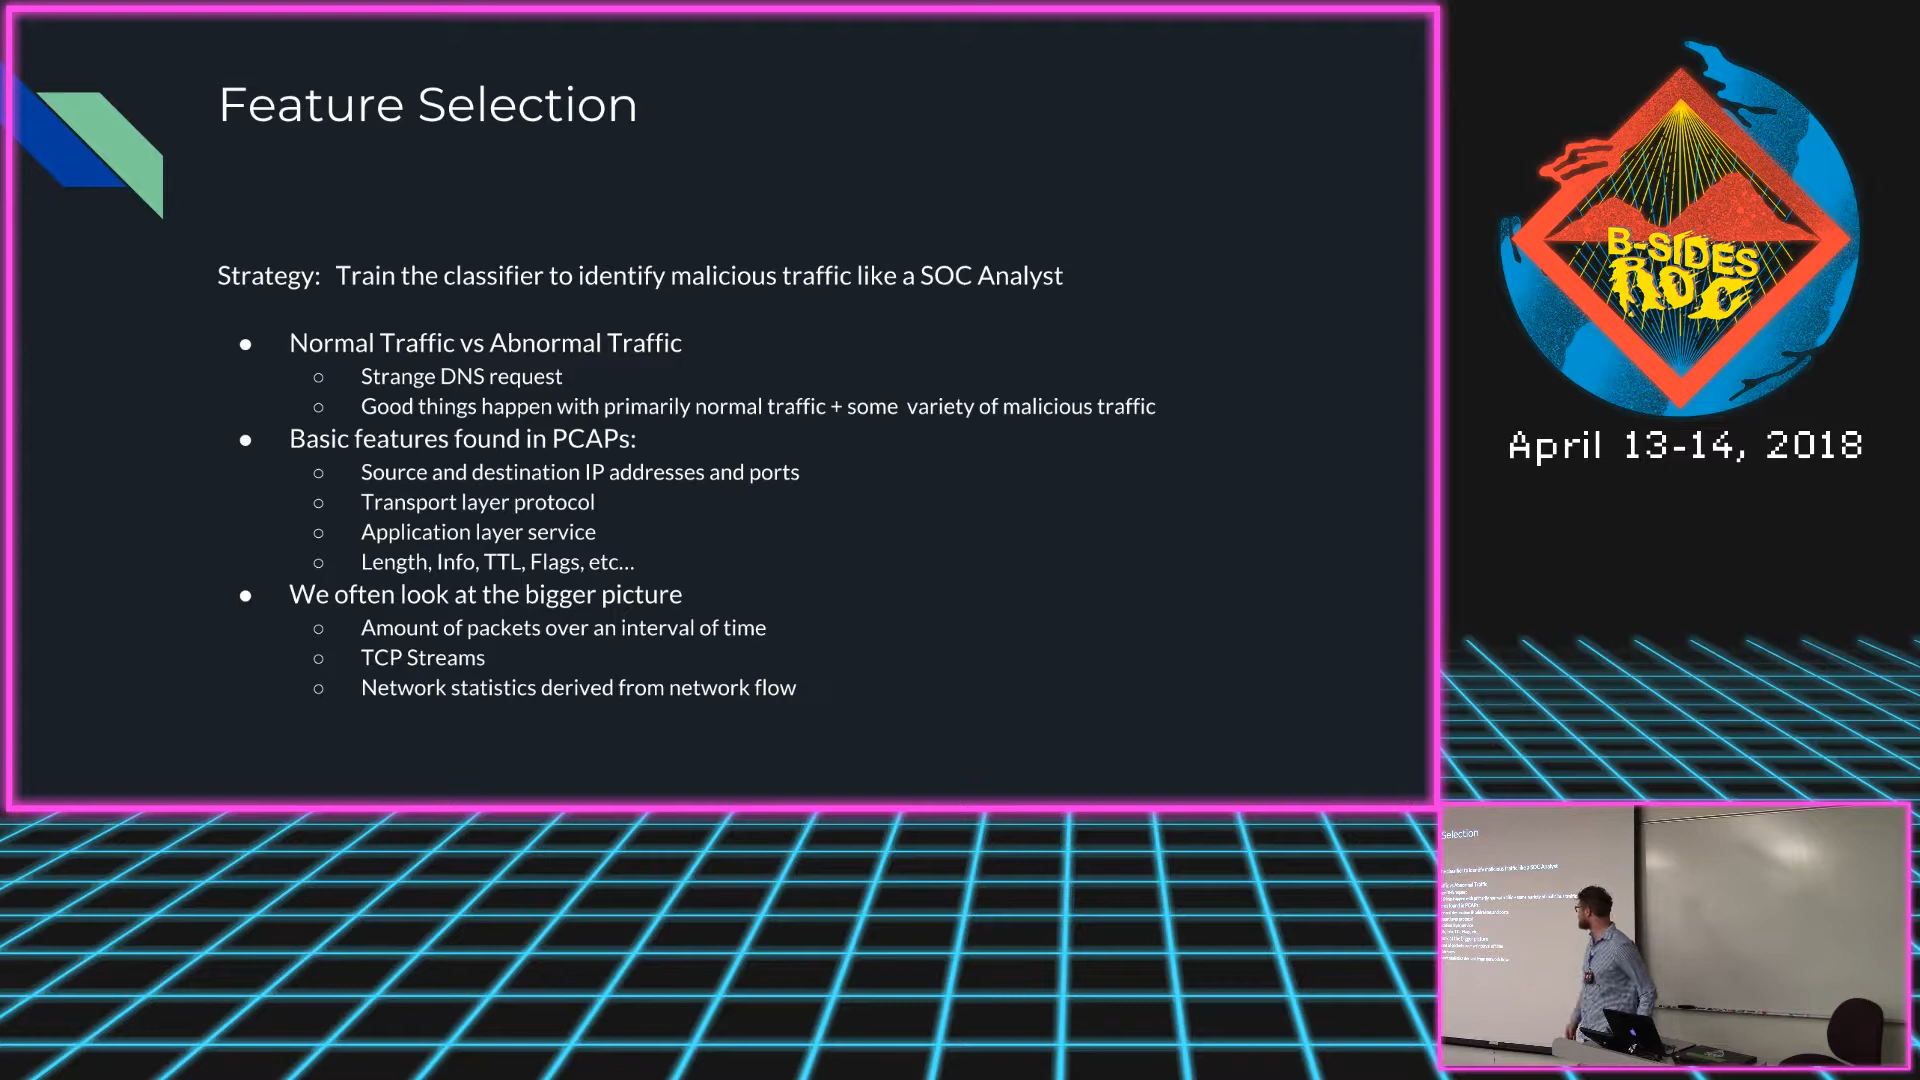 Feature Selection
Strategy: Train the classifier to identify malicious traffic like a SOC Analyst
● Normal Traffic vs Abnormal Traffic
○ Strange DNS request
○ Good things happen with primarily normal traffic + some variety of malicious traffic
● Basic features found in PCAPs:
○ Source and destination IP addresses and ports
○ Transport layer protocol
○ Application layer service
○ Length, Info, TTL, Flags, etc...
● We often look at the bigger picture
○ Amount of packets over an interval of time
○ TCP Streams
○ Network statistics derived from network flow
B-SIDES
ROC
April 13-14, 2018
Selection